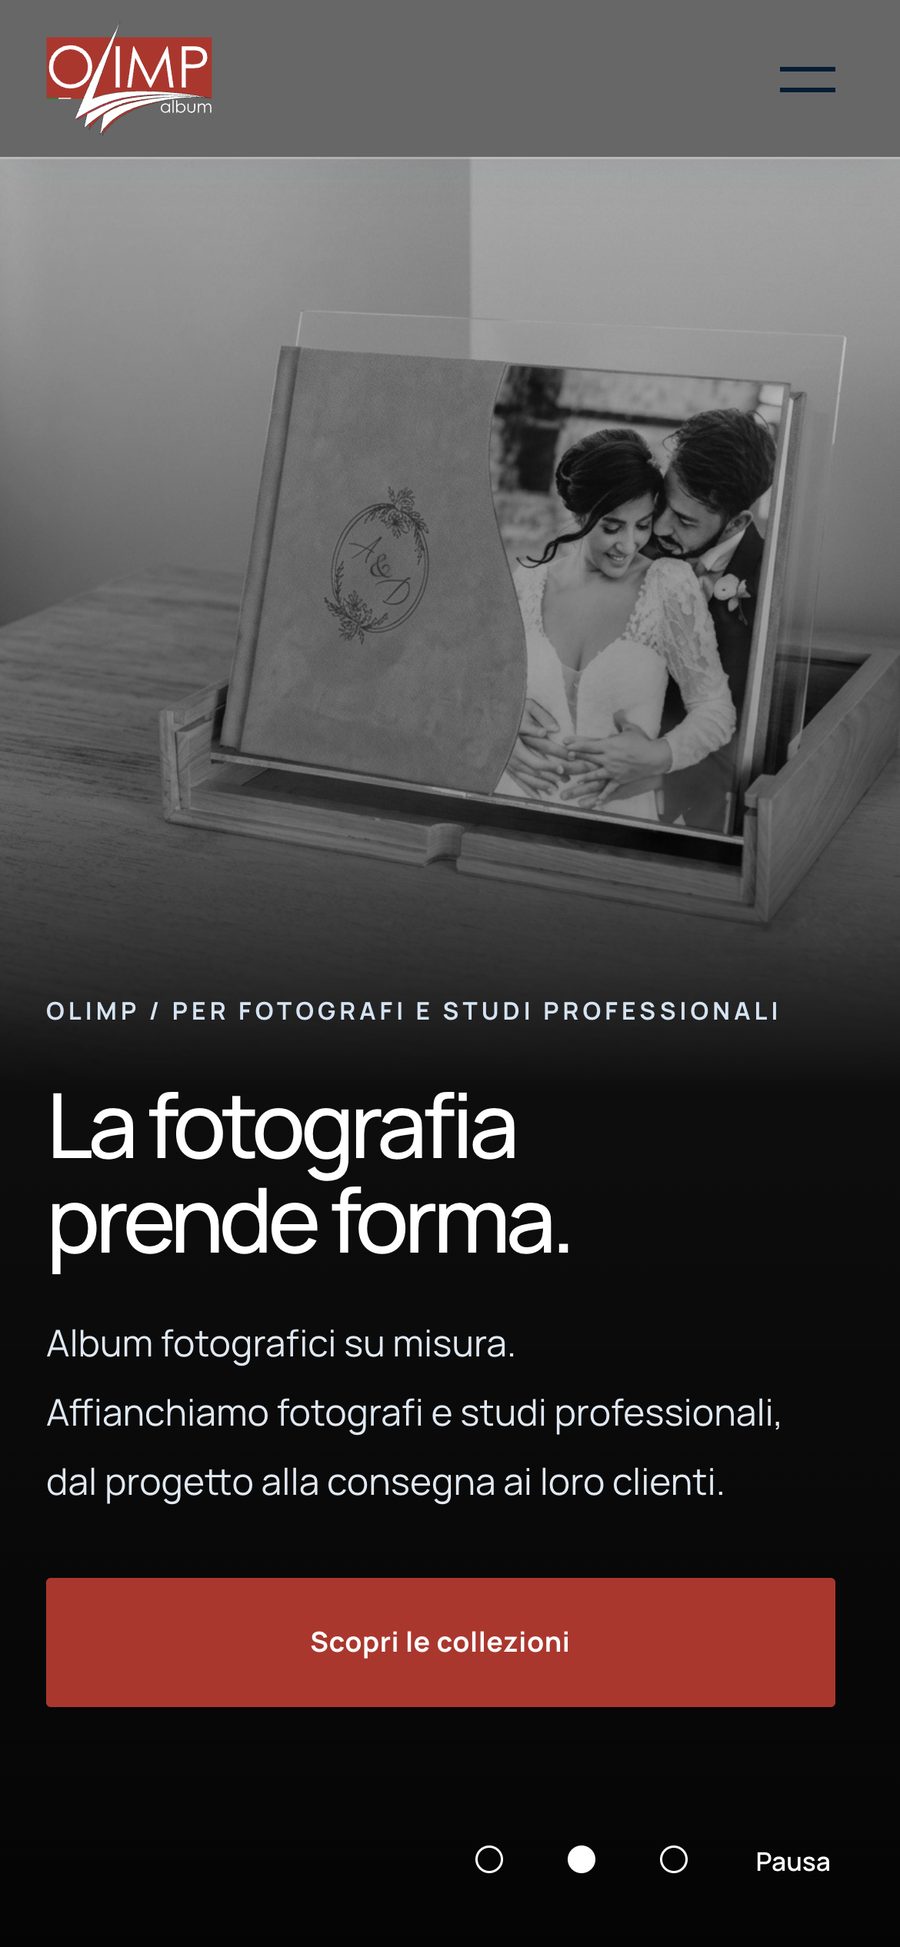 OLIMP
album
A&D
OLIMP / PER FOTOGRAFI E STUDI PROFESSIONALI
La fotografia
prende forma.
Album fotografici su misura.
Affianchiamo fotografi e studi professionali,
dal progetto alla consegna ai loro clienti.
Scopri le collezioni
Pausa